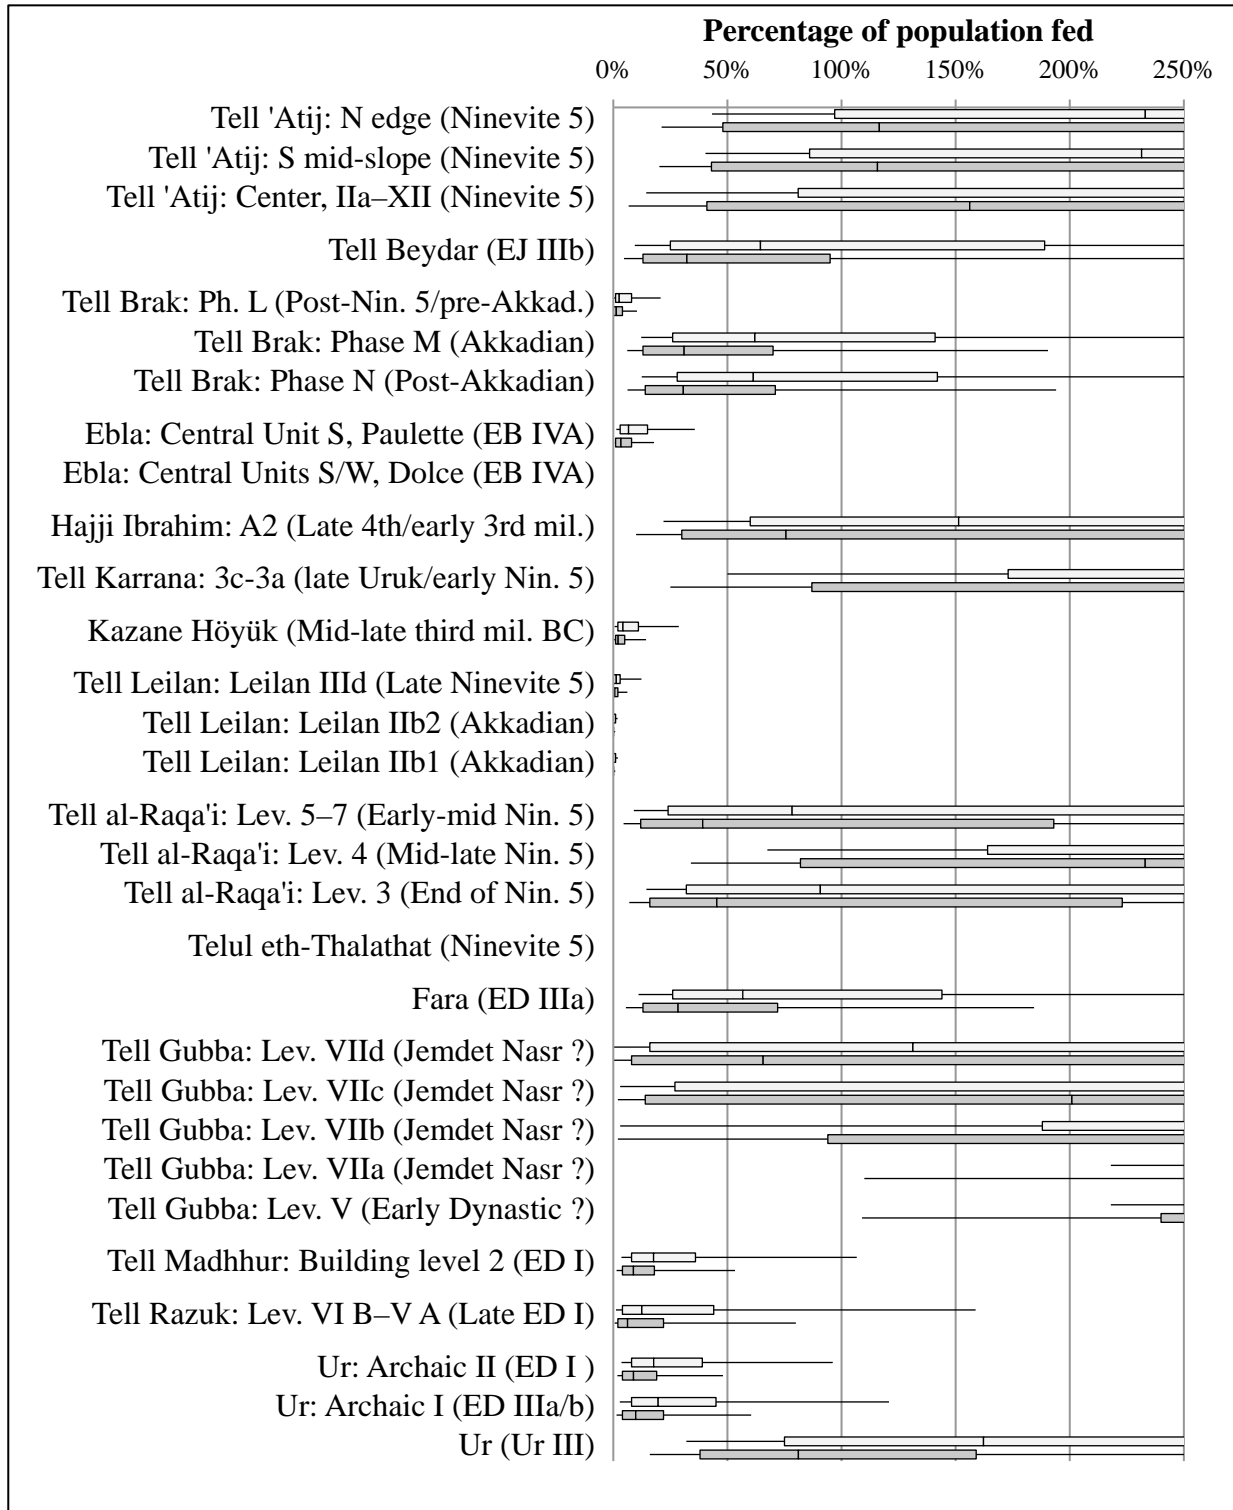 Percentage of population fed
0% 50% 100% 150% 200% 250%
Tell 'Atij: N edge (Ninevite 5)
Tell 'Atij: S mid-slope (Ninevite 5)
Tell 'Atij: Center, IIa–XII (Ninevite 5)
Tell Beydar (EJ IIIb)
Tell Brak: Ph. L (Post-Nin. 5/pre-Akkad.)
Tell Brak: Phase M (Akkadian)
Tell Brak: Phase N (Post-Akkadian)
Ebla: Central Unit S, Paulette (EB IVA)
Ebla: Central Units S/W, Dolce (EB IVA)
Hajji Ibrahim: A2 (Late 4th/early 3rd mil.)
Tell Karrana: 3c-3a (late Uruk/early Nin. 5)
Kazane Höyük (Mid-late third mil. BC)
Tell Leilan: Leilan IIId (Late Ninevite 5)
Tell Leilan: Leilan IIb2 (Akkadian)
Tell Leilan: Leilan IIb1 (Akkadian)
Tell al-Raqa'i: Lev. 5–7 (Early-mid Nin. 5)
Tell al-Raqa'i: Lev. 4 (Mid-late Nin. 5)
Tell al-Raqa'i: Lev. 3 (End of Nin. 5)
Telul eth-Thalathat (Ninevite 5)
Fara (ED IIIa)
Tell Gubba: Lev. VIId (Jemdet Nasr ?)
Tell Gubba: Lev. VIIc (Jemdet Nasr ?)
Tell Gubba: Lev. VIIb (Jemdet Nasr ?)
Tell Gubba: Lev. VIIa (Jemdet Nasr ?)
Tell Gubba: Lev. V (Early Dynastic ?)
Tell Madhhur: Building level 2 (ED I)
Tell Razuk: Lev. VI B–V A (Late ED I)
Ur: Archaic II (ED I )
Ur: Archaic I (ED IIIa/b)
Ur (Ur III)